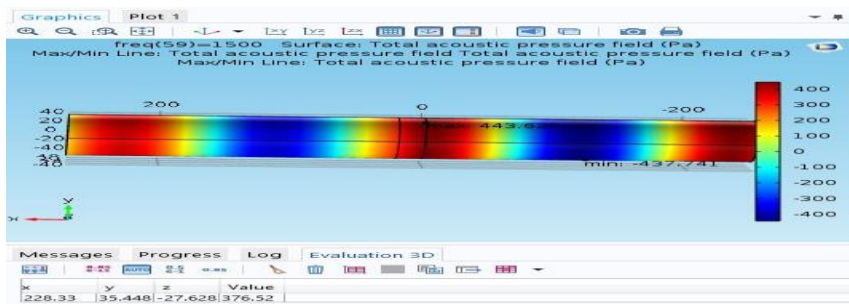 Graphics Plot 1
freq(59)=1500 Surface: Total acoustic pressure field (Pa)
Max/Min Line: Total acoustic pressure field Total acoustic pressure field (Pa)
Max/Min Line: Total acoustic pressure field (Pa)
200 0 -200
40
20
0
-20
-40
min: -437.741
400
300
200
100
0
-100
-200
-300
-400
y
x
Messages Progress Log Evaluation 3D
AUTO
x y z Value
228.33 35.448 -27.628 376.52